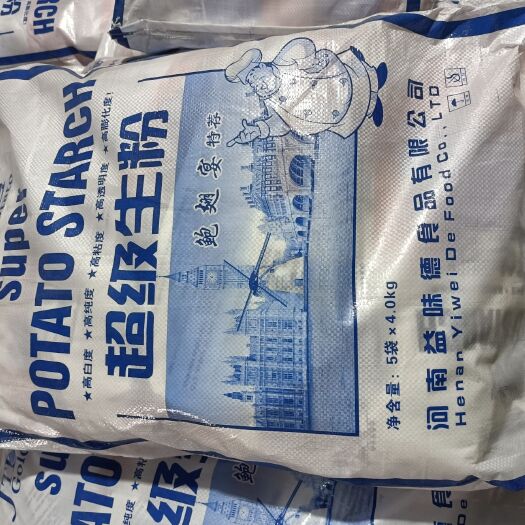 super
POTATO STARCH
★高白度 ★高纯度 ★高粘度 ★高透明度 ★高膨化度!
超级生粉
鲍翅宴特荐
净含量: 5袋×4.0kg
河南益味德食品有限公司
Henan Yiwei De Food Co., LTD